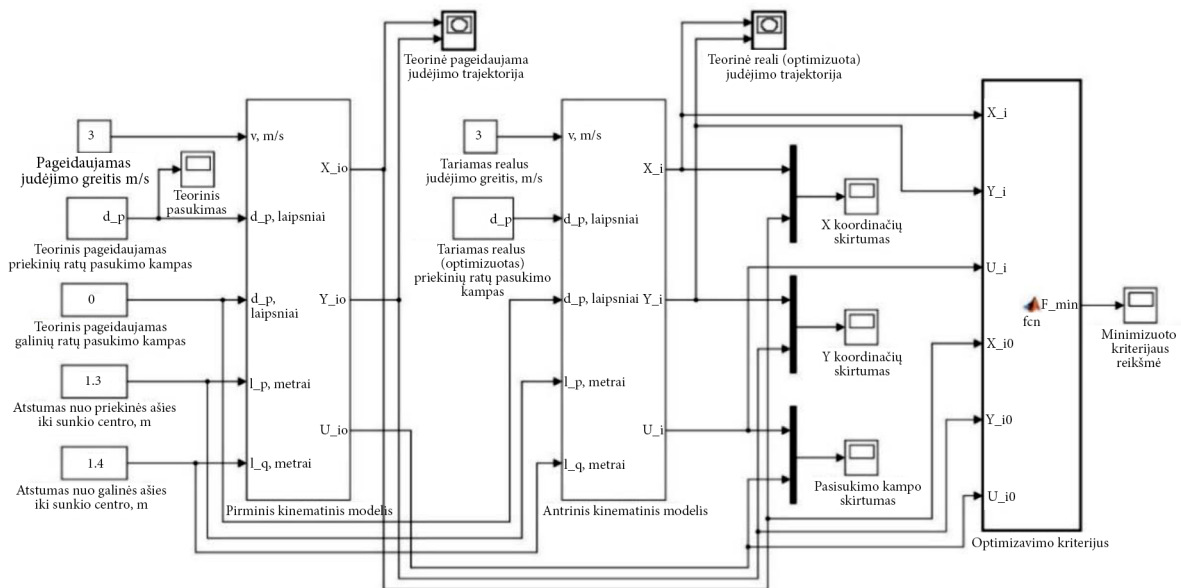 Teorinė pageidaujama
judėjimo trajektorija
Teorinė reali (optimizuota)
judėjimo trajektorija
3
Pageidaujamas
judėjimo greitis m/s
Teorinis
pasukimas
d_p
Teorinis pageidaujamas
priekinių ratų pasukimo kampas
0
Teorinis pageidaujamas
galinių ratų pasukimo kampas
1.3
Atstumas nuo priekinės ašies
iki sunkio centro, m
1.4
Atstumas nuo galinės ašies
iki sunkio centro, m
v, m/s
d_p, laipsniai
d_p,
laipsniai
l_p, metrai
l_q, metrai
X_io
Y_io
U_io
Pirminis kinematinis modelis
3
Tariamas realus
judėjimo greitis, m/s
d_p
Tariamas realus
(optimizuotas)
priekinių ratų pasukimo
kampas
v, m/s
d_p, laipsniai
d_p, laipsniai
l_p, metrai
l_q, metrai
X_i
Y_i
U_i
Antrinis kinematinis modelis
X koordinačių
skirtumas
Y koordinačių
skirtumas
Pasisukimo kampo
skirtumas
X_i
Y_i
U_i
X_i0
Y_i0
U_i0
fcn
F_min
Optimizavimo kriterijus
Minimizuoto
kriterijaus
reikšmė